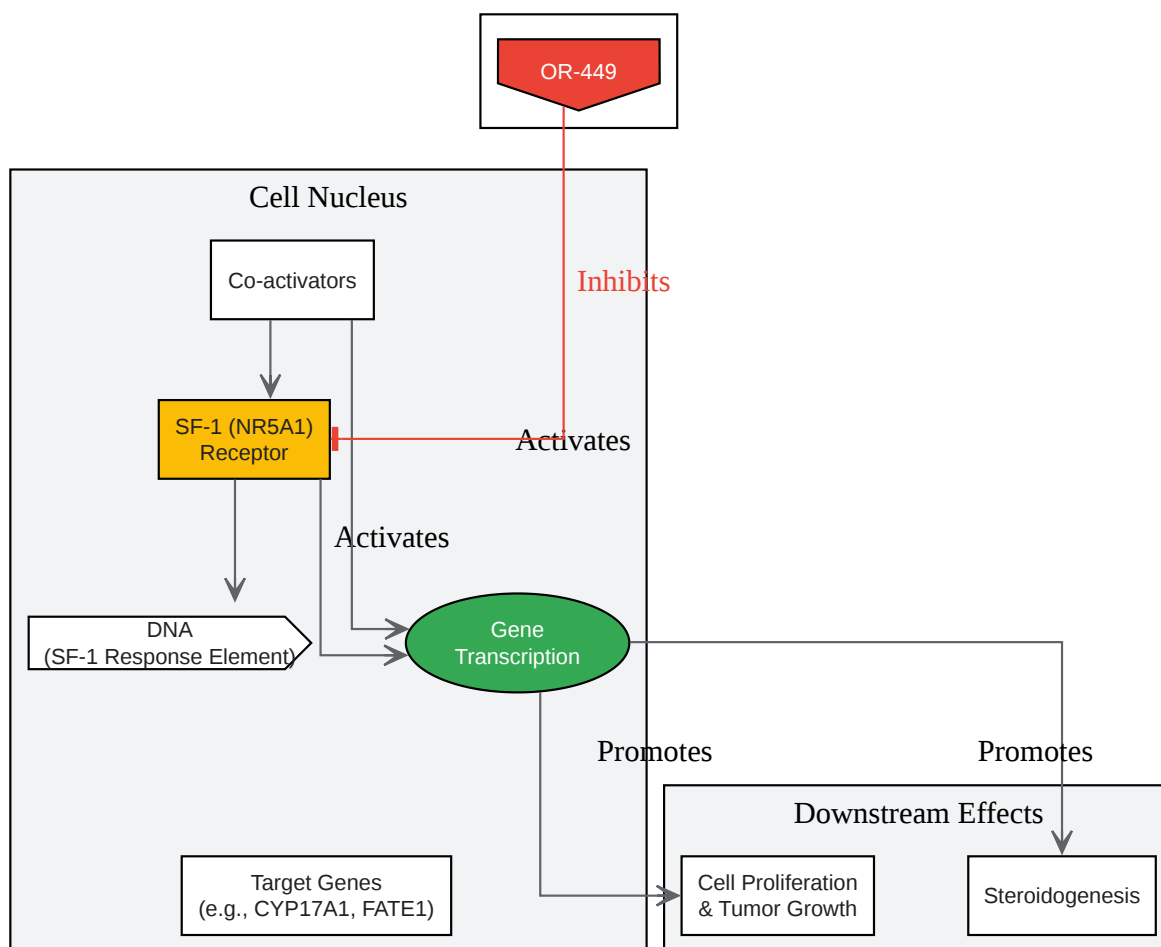 OR-449
Cell Nucleus
Co-activators
Inhibits
SF-1 (NR5A1)
Receptor
Activates
Activates
DNA
(SF-1 Response Element)
Gene
Transcription
Promotes
Promotes
Downstream Effects
Target Genes
(e.g., CYP17A1, FATE1)
Cell Proliferation
& Tumor Growth
Steroidogenesis